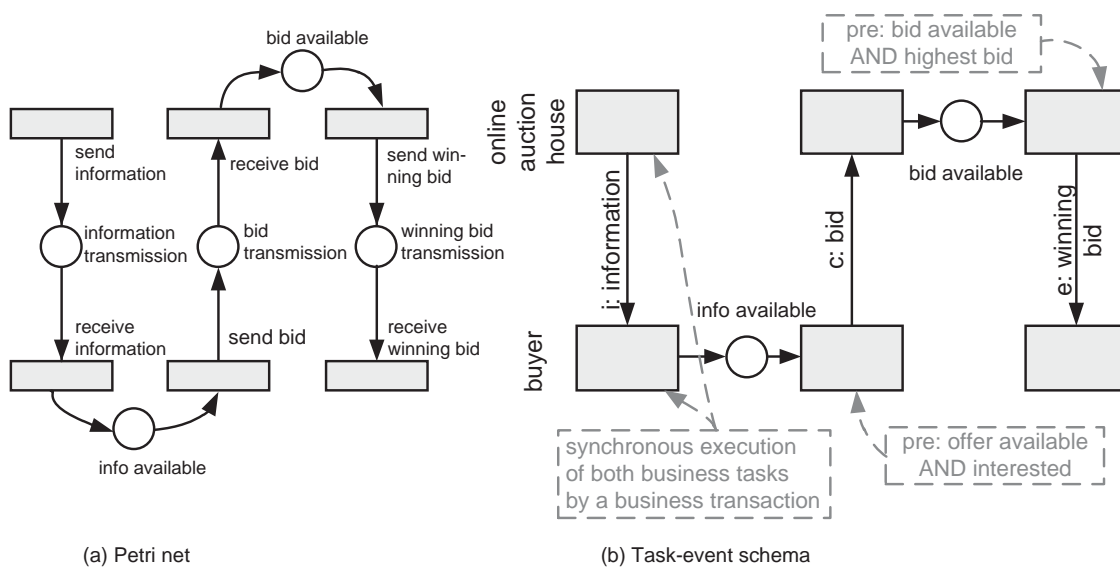 bid available
send
information
receive bid
send win-
ning bid
information
transmission
bid
transmission
winning bid
transmission
receive
information
send bid
receive
winning bid
info available
(a) Petri net
pre: bid available
AND highest bid
online
auction
house
bid available
i: information
c: bid
e: winning
bid
info available
buyer
synchronous execution
of both business tasks
by a business transaction
pre: offer available
AND interested
(b) Task-event schema